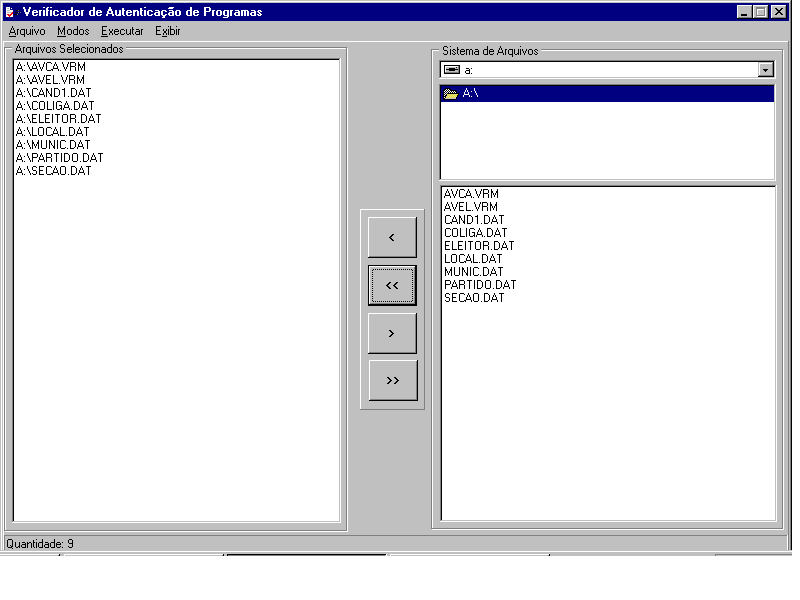 Verificador de Autenticação de Programas
Arquivo Modos Executar Exibir
Arquivos Selecionados
A:\AVCA.VRM
A:\AVEL.VRM
A:\CAND1.DAT
A:\COLIGA.DAT
A:\ELEITOR.DAT
A:\LOCAL.DAT
A:\MUNIC.DAT
A:\PARTIDO.DAT
A:\SECAO.DAT
<
<<
>
>>
Sistema de Arquivos
a:
A:\
AVCA.VRM
AVEL.VRM
CAND1.DAT
COLIGA.DAT
ELEITOR.DAT
LOCAL.DAT
MUNIC.DAT
PARTIDO.DAT
SECAO.DAT
Quantidade: 9